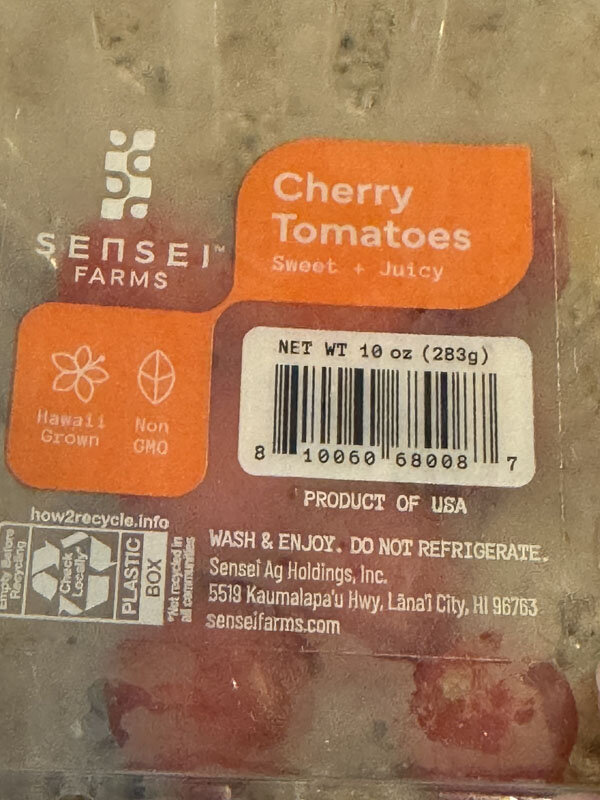 SENSEI™
FARMS
Cherry
Tomatoes
Sweet + Juicy
Hawaii
Grown
Non
GMO
NET WT 10 oz (283g)
8 10060 68008 7
PRODUCT OF USA
how2recycle.info
Empty Before
Recycling
Check
Locally*
PLASTIC
BOX
*Not recycled in
all communities
WASH & ENJOY. DO NOT REFRIGERATE.
Sensei Ag Holdings, Inc.
5519 Kaumalapa'u Hwy, Lāna'i City, HI 96763
senseifarms.com